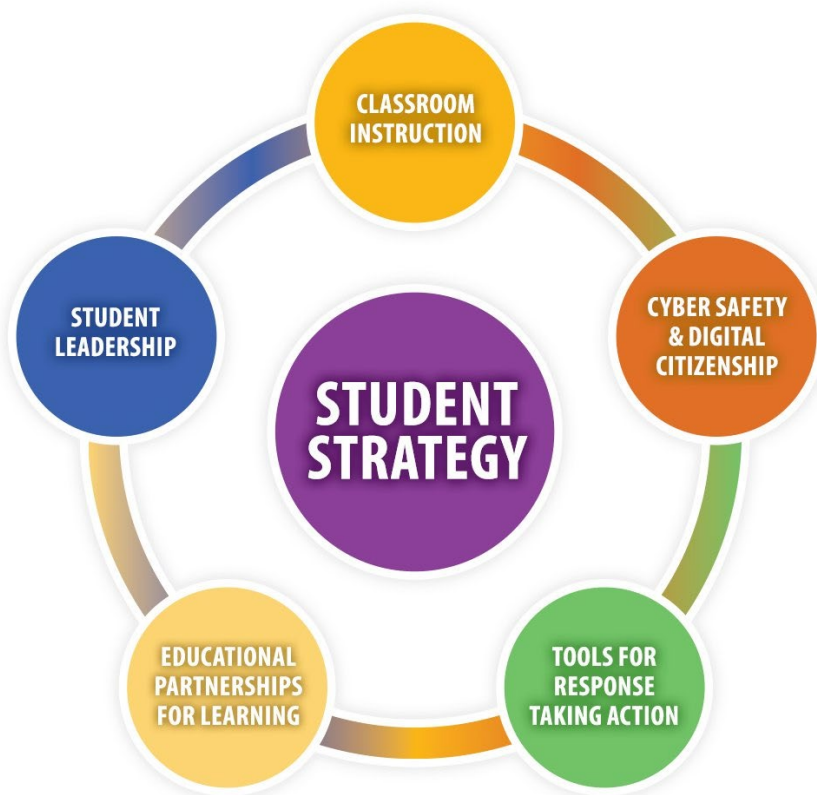 CLASSROOM
INSTRUCTION
CYBER SAFETY
& DIGITAL
CITIZENSHIP
TOOLS FOR
RESPONSE
TAKING ACTION
EDUCATIONAL
PARTNERSHIPS
FOR LEARNING
STUDENT
LEADERSHIP
STUDENT
STRATEGY